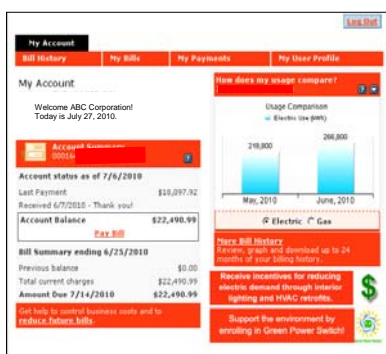 Log Out
My Account
Bill History My Bills My Payments My User Profile
My Account
Welcome ABC Corporation!
Today is July 27, 2010.
Account Summary
Account status as of 7/6/2010
Last Payment $18,097.92
Received 6/7/2010 - Thank you!
Account Balance $22,490.99
Pay Bill
Bill Summary ending 6/25/2010
Previous balance $0.00
Total current charges $22,490.99
Amount Due 7/14/2010 $22,490.99
Get help to control business costs and to
reduce future bills.
How does my usage compare?
Usage Comparison
Electric Use (kWh)
219,800 266,800
May, 2010 June, 2010
Electric Gas
More Bill History
Review, graph and download up to 24
months of your billing history.
Receive incentives for reducing
electric demand through interior
lighting and HVAC retrofits.
$
Support the environment by
enrolling in Green Power Switch!